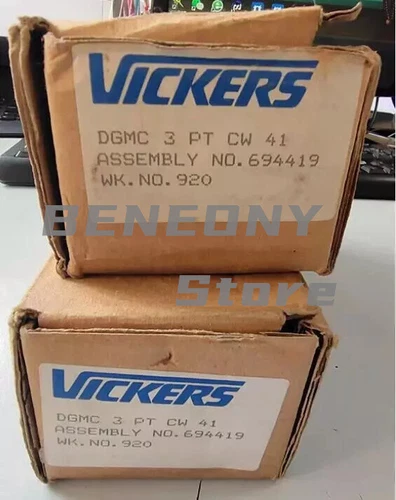 VICKERS
DGMC 3 PT CW 41
ASSEMBLY NO.694419
WK.NO.920
BENEONY
Store
VICKERS
DGMC 3 PT CW 41
ASSEMBLY NO.694419
WK.NO.920